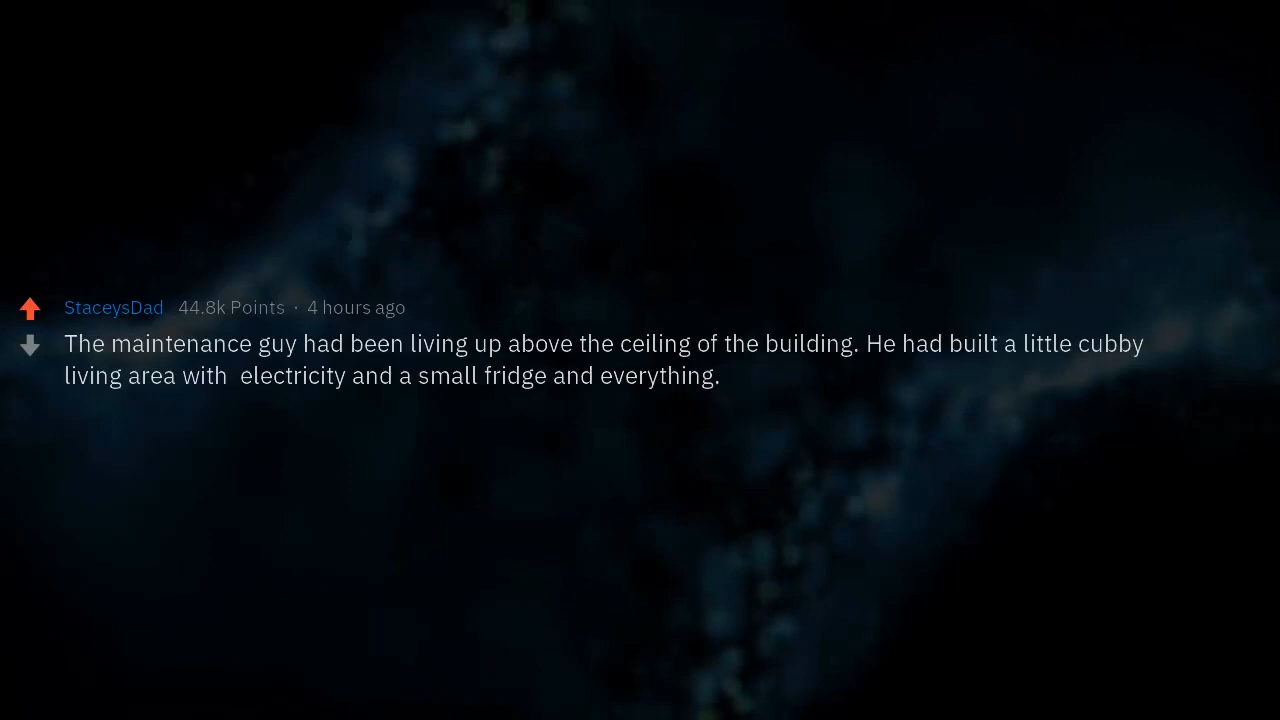 StaceysDad 44.8k Points · 4 hours ago
The maintenance guy had been living up above the ceiling of the building. He had built a little cubby
living area with  electricity and a small fridge and everything.